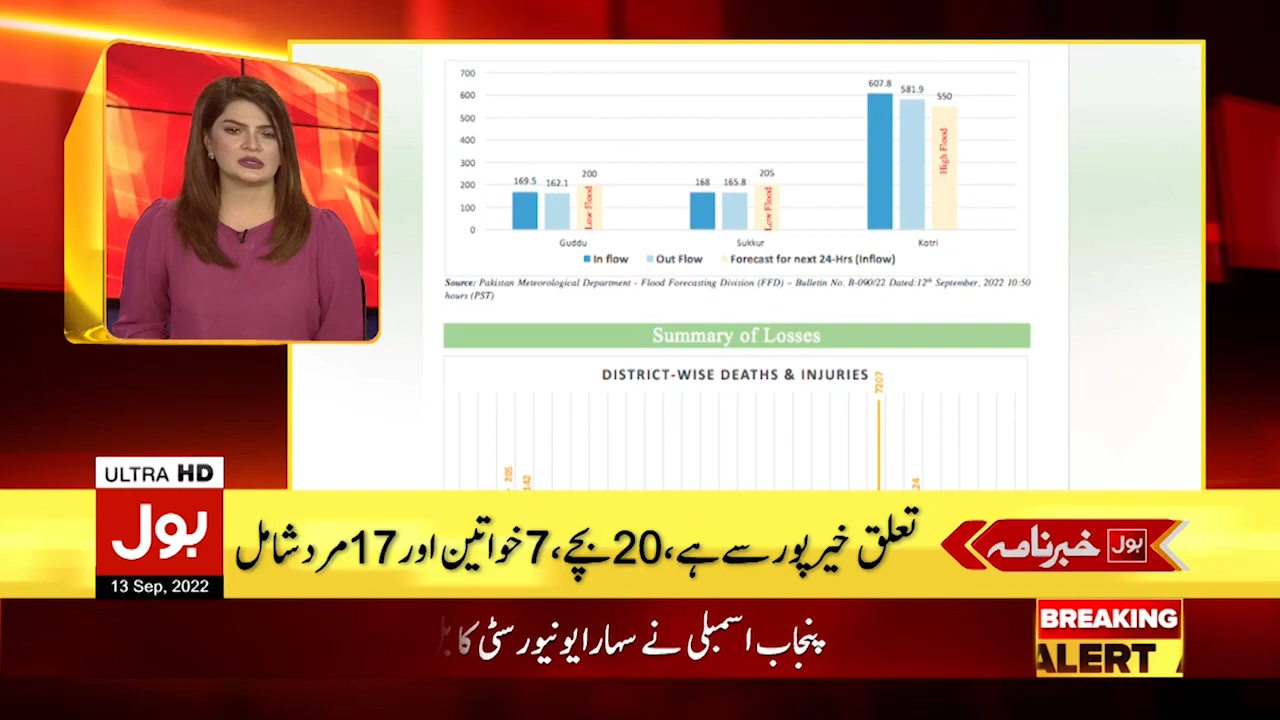 700
600
500
400
300
200
100
0
169.5 162.1 200
Low Flood
168 165.8 205
Low Flood
607.8 581.9 550
High Flood
Guddu Sukkur Kotri
In flow Out Flow Forecast for next 24-Hrs (Inflow)
Source: Pakistan Meteorological Department - Flood Forecasting Division (FFD) – Bulletin No. B-090/22 Dated:12th September, 2022 10:50
hours (PST)
Summary of Losses
DISTRICT-WISE DEATHS & INJURIES
205
142
7207
24
ULTRA HD
بول
13 Sep, 2022
تعلق خیرپور سے ہے، 20 بچے، 7 خواتین اور 17 مرد شامل
بول خبرنامہ
پنجاب اسمبلی نے سہارا یونیورسٹی کا
BREAKING
ALERT